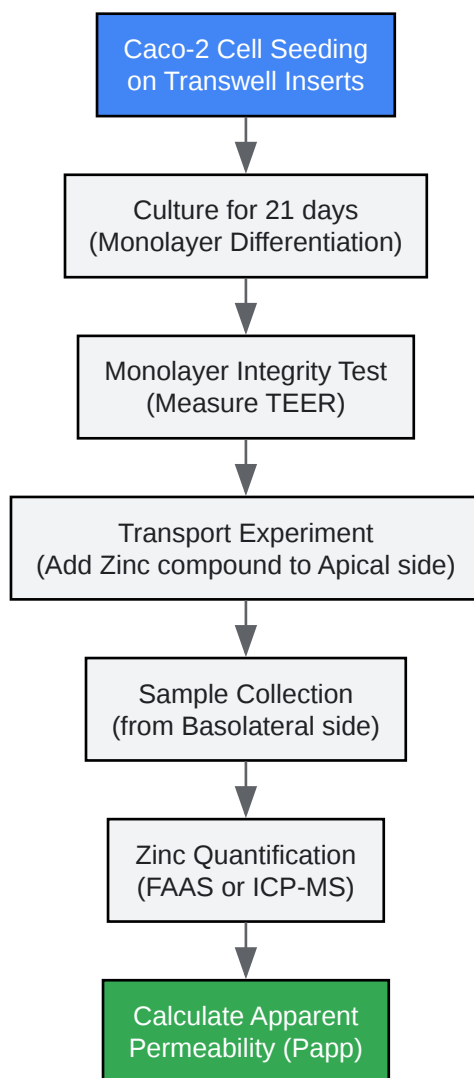 Caco-2 Cell Seeding
on Transwell Inserts
Culture for 21 days
(Monolayer Differentiation)
Monolayer Integrity Test
(Measure TEER)
Transport Experiment
(Add Zinc compound to Apical side)
Sample Collection
(from Basolateral side)
Zinc Quantification
(FAAS or ICP-MS)
Calculate Apparent
Permeability (Papp)